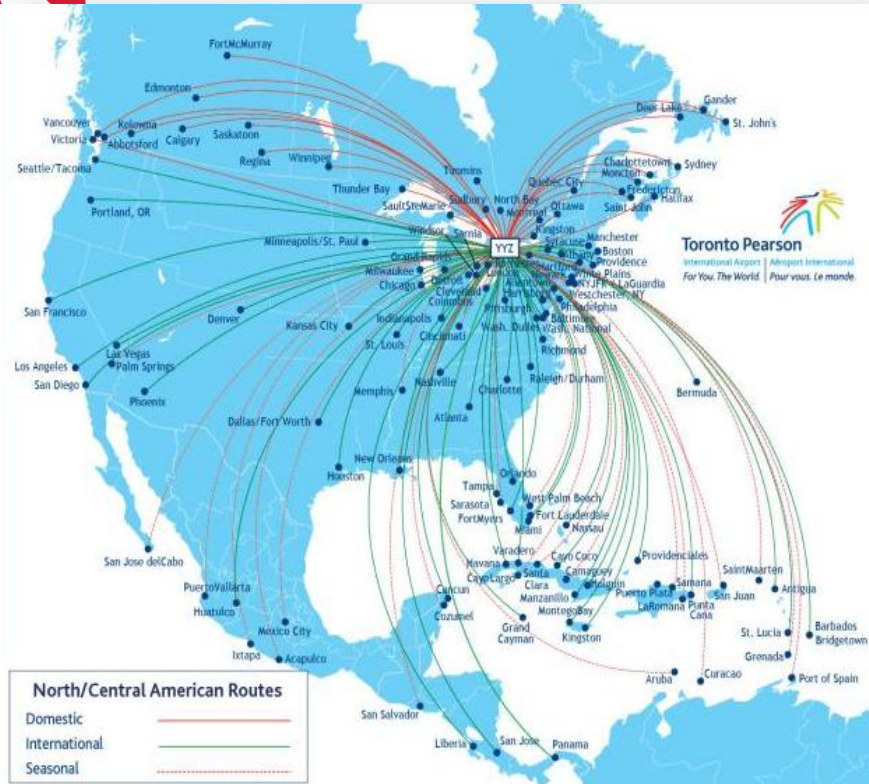 FortMcMurray
Edmonton
Vancouver
Kelowna
Victoria
Abbotsford
Calgary
Saskatoon
Regina
Winnipeg
Seattle/Tacoma
Portland, OR
Thunder Bay
Timmins
Sudbury
North Bay
SaultSteMarie
Montreal
Ottawa
Quebec City
Deer Lake
Gander
St. John's
Charlottetown
Sydney
Moncton
Fredericton
Saint John
Halifax
Windsor
Sarnia
Kingston
YYZ
Syracuse
Manchester
Boston
Albany
Providence
Hartford
White Plains
NYJFK / LaGuardia
Westchester, NY
Newark
Allentown
Harrisburg
Philadelphia
Pittsburgh
Baltimore
Wash. Dulles
Wash. National
Richmond
London
Toronto Pearson
International Airport | Aéroport International
For You. The World | Pour vous. Le monde.
Minneapolis/St. Paul
Grand Rapids
Milwaukee
Chicago
Detroit
Cleveland
Columbus
Indianapolis
Cincinnati
St. Louis
Kansas City
Denver
San Francisco
Las Vegas
Palm Springs
Los Angeles
San Diego
Phoenix
Memphis
Nashville
Charlotte
Raleigh/Durham
Atlanta
Bermuda
Dallas/Fort Worth
New Orleans
Houston
Orlando
Tampa
Sarasota
FortMyers
West Palm Beach
Fort Lauderdale
Miami
Nassau
San Jose delCabo
PuertoVallarta
Huatulco
Mexico City
Ixtapa
Acapulco
Cuncun
Cozumel
Varadero
Havana
CayoLargo
Santa
Clara
Cayo Coco
Camaguey
Holguin
Manzanillo
MontegoBay
Kingston
Grand
Cayman
Providenciales
Puerto Plata
Samana
LaRomana
Punta
Cana
San Juan
SaintMaarten
Antigua
St. Lucia
Barbados
Bridgetown
Grenada
Port of Spain
Aruba
Curacao
San Salvador
Liberia
San Jose
Panama
North/Central American Routes
Domestic
International
Seasonal